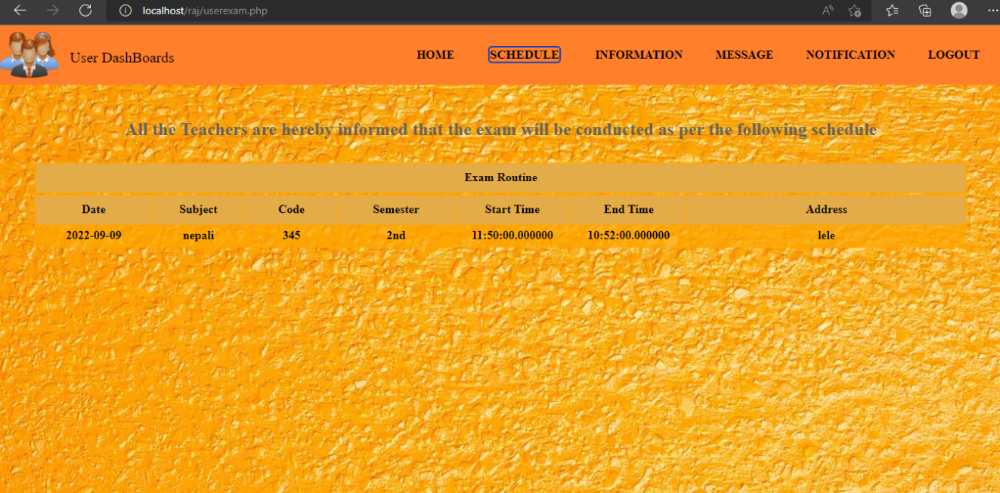 localhost/raj/userexam.php
User DashBoards HOME SCHEDULE INFORMATION MESSAGE NOTIFICATION LOGOUT
All the Teachers are hereby informed that the exam will be conducted as per the following schedule
Exam Routine
Date Subject Code Semester Start Time End Time Address
2022-09-09 nepali 345 2nd 11:50:00.000000 10:52:00.000000 lele